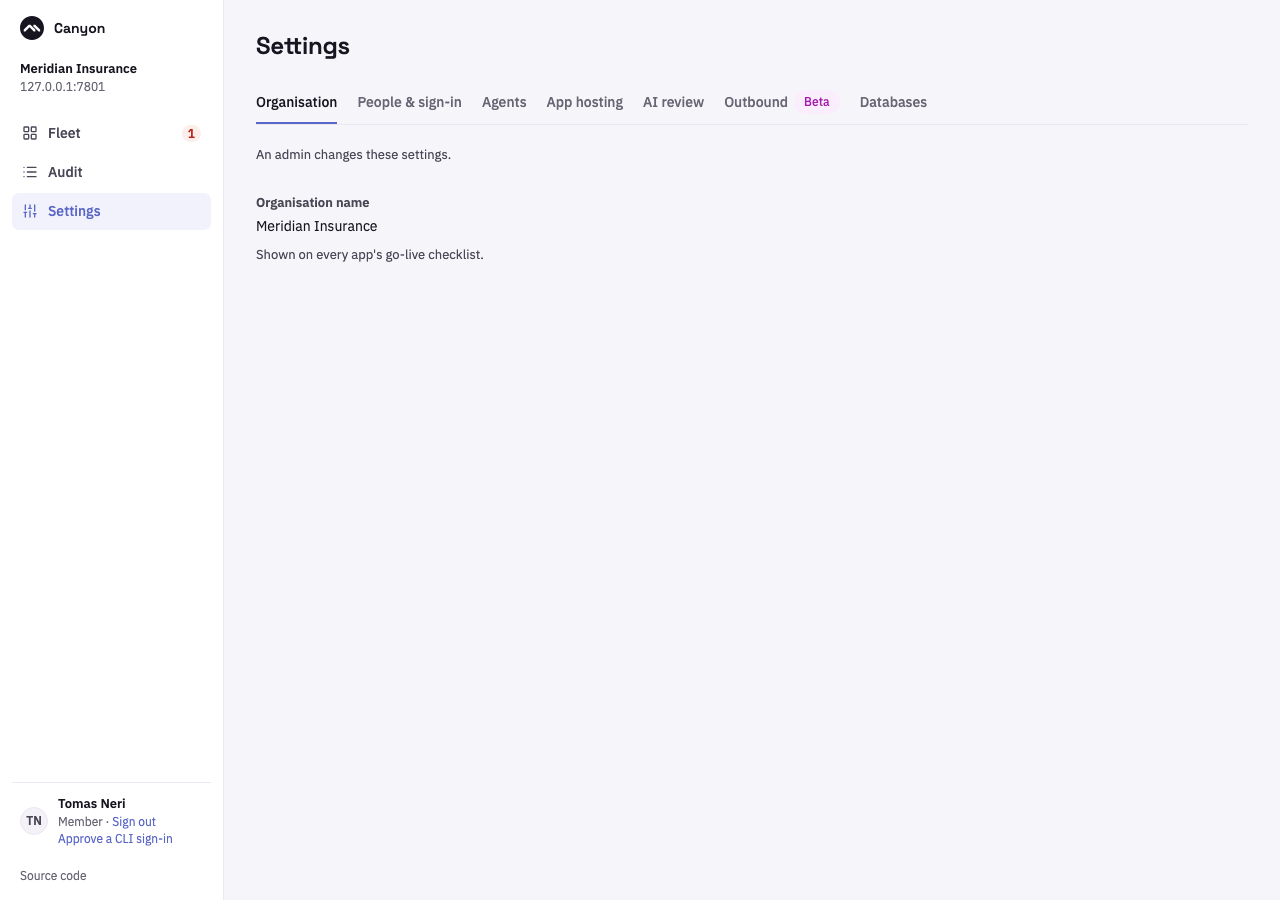 Canyon
Meridian Insurance
127.0.0.1:7801
Fleet 1
Audit
Settings
Tomas Neri
TN
Member · Sign out
Approve a CLI sign-in
Source code
Settings
Organisation People & sign-in Agents App hosting AI review Outbound Beta Databases
An admin changes these settings.
Organisation name
Meridian Insurance
Shown on every app's go-live checklist.